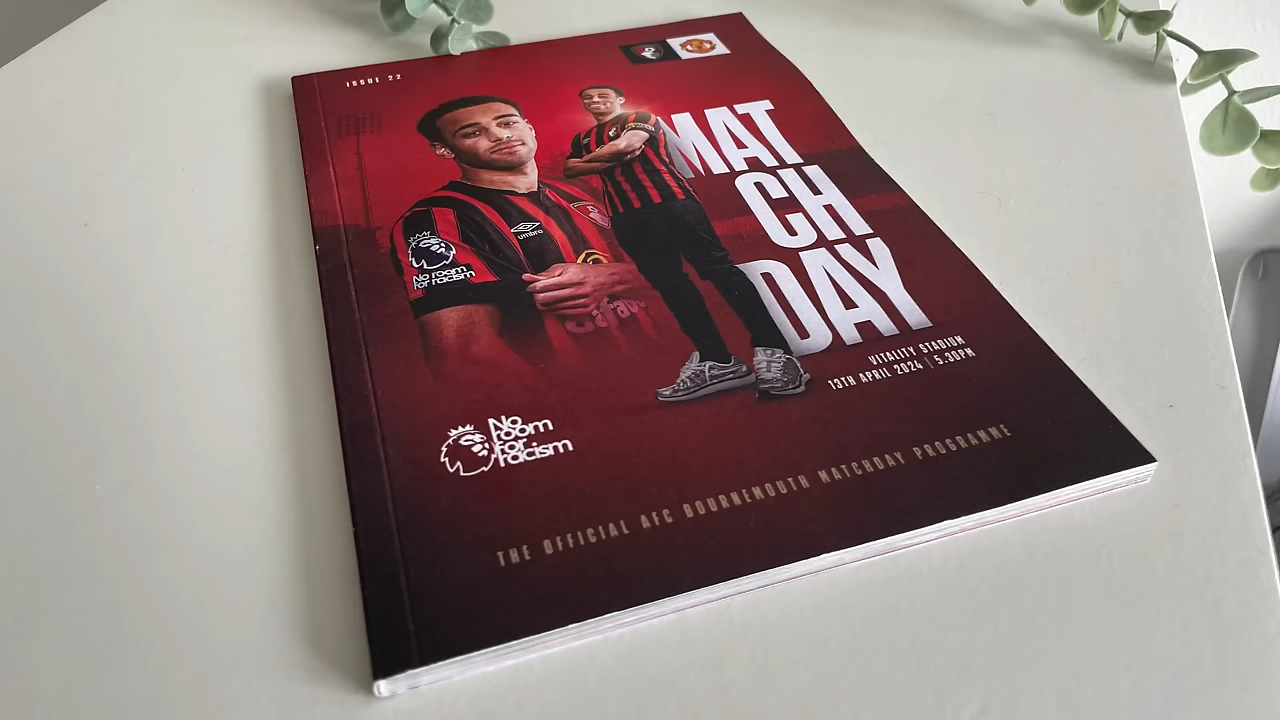 ISSUE 22
MAT
CH
DAY
umbro
No room
for racism
VITALITY STADIUM
13TH APRIL 2024 | 5.30PM
No
room
for
racism
THE OFFICIAL AFC BOURNEMOUTH MATCHDAY PROGRAMME